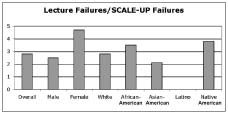 Lecture Failures/SCALE-UP Failures
5
4
3
2
1
0
Overall Male Female White African- Asian- Latino Native
American American American